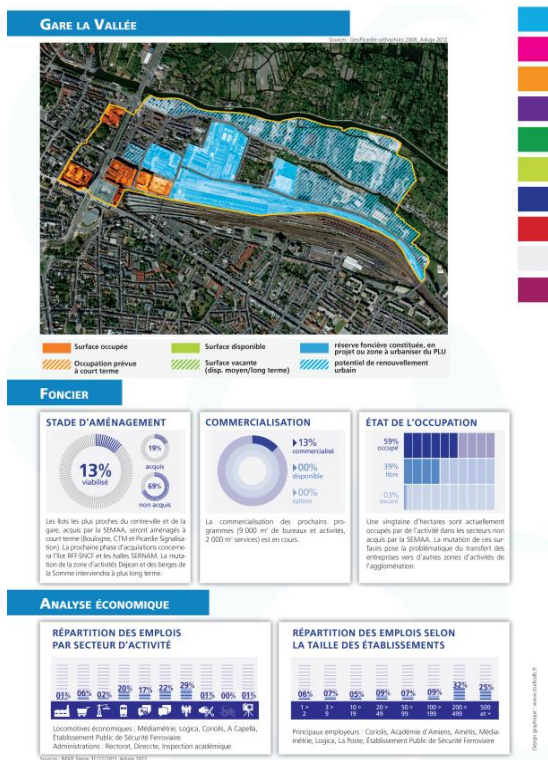 GARE LA VALLÉE
Sources : GéoPicardie orthophoto 2008, Aduga 2012
Surface occupée
Surface disponible
réserve foncière constituée, en
projet ou zone à urbaniser du PLU
Occupation prévue
à court terme
Surface vacante
(disp. moyen/long terme)
potentiel de renouvellement
urbain
FONCIER
STADE D'AMÉNAGEMENT
13%
viabilisé
19%
acquis
69%
non acquis
Les îlots les plus proches du centre-ville et de la
gare, acquis par la SEMAA, seront aménagés à
court terme (Boulogne, CTM et Picardie Signalisa-
tion). La prochaine phase d'acquisitions concerne-
ra l'îlot RFF-SNCF et les halles SERNAM. La muta-
tion de la zone d'activités Dejean et des berges de
la Somme interviendra à plus long terme.
COMMERCIALISATION
13%
commercialisé
00%
disponible
00%
option
La commercialisation des prochains pro-
grammes (9 000 m² de bureaux et activités,
2 000 m² services) est en cours.
ÉTAT DE L'OCCUPATION
59%
occupé
39%
libre
03%
vacant
Une vingtaine d'hectares sont actuellement
occupés par de l'activité dans les secteurs non
acquis par la SEMAA. La mutation de ces sur-
faces pose la problématique du transfert des
entreprises vers d'autres zones d'activités de
l'agglomération.
ANALYSE ÉCONOMIQUE
RÉPARTITION DES EMPLOIS
PAR SECTEUR D'ACTIVITÉ
01% 06% 02% 20% 17% 22% 29% 01% 00% 01%
Locomotives économiques : Médiamétrie, Logica, Coriolis, A Capella,
Établissement Public de Sécurité Ferroviaire
Administrations : Rectorat, Direccte, Inspection académique
RÉPARTITION DES EMPLOIS SELON
LA TAILLE DES ÉTABLISSEMENTS
06% 07% 05% 09% 07% 09% 32% 25%
1 > 2 3 > 9 10 > 19 20 > 49 50 > 99 100 > 199 200 > 499 500 et +
Principaux employeurs : Coriolis, Académie d'Amiens, Amétis, Média-
métrie, Logica, La Poste, Établissement Public de Sécurité Ferroviaire